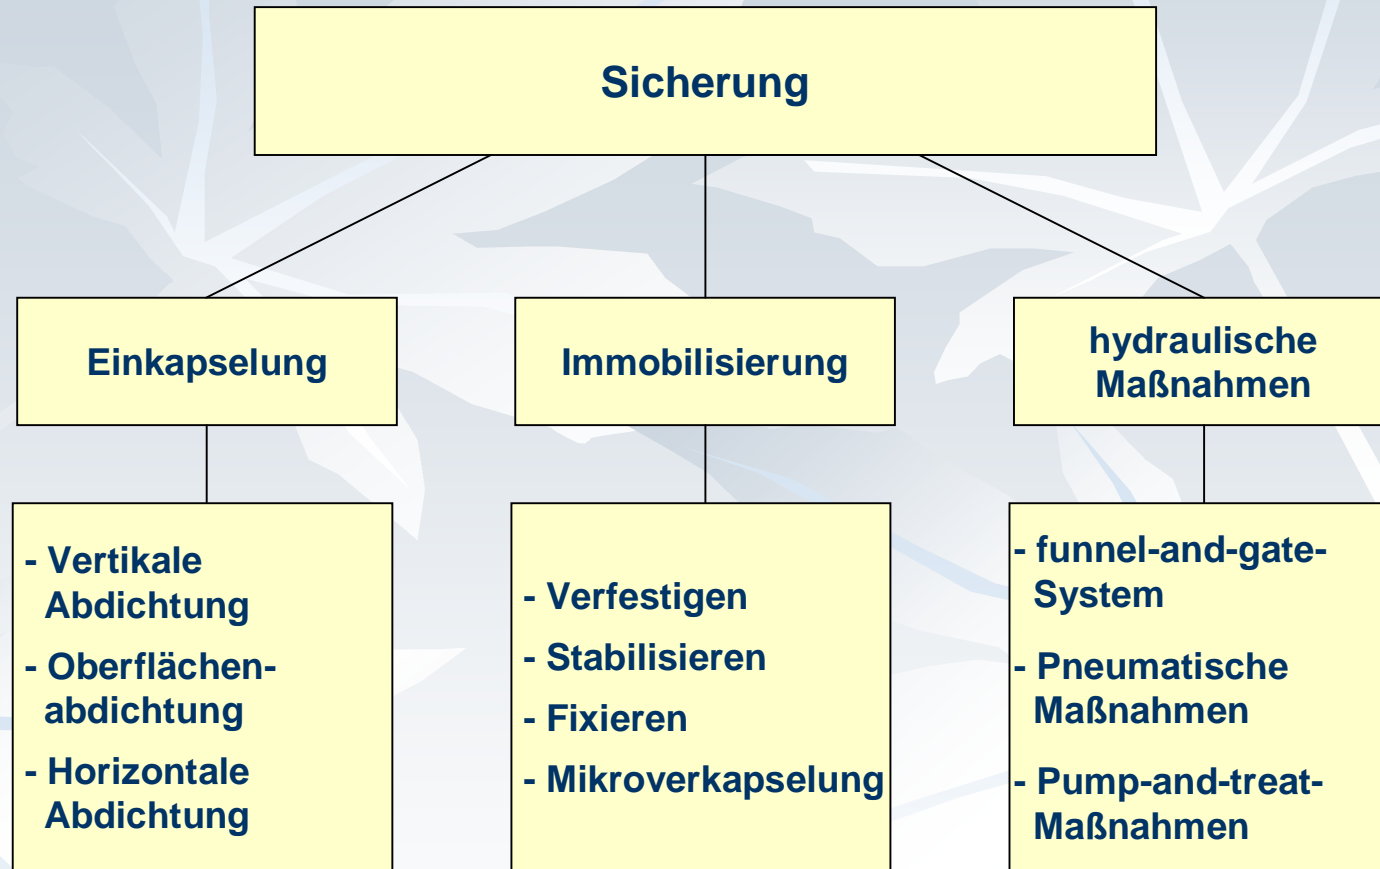 Sicherung
Einkapselung
Immobilisierung
hydraulische
Maßnahmen
- Vertikale
Abdichtung
- Oberflächen-
abdichtung
- Horizontale
Abdichtung
- Verfestigen
- Stabilisieren
- Fixieren
- Mikroverkapselung
- funnel-and-gate-
System
- Pneumatische
Maßnahmen
- Pump-and-treat-
Maßnahmen